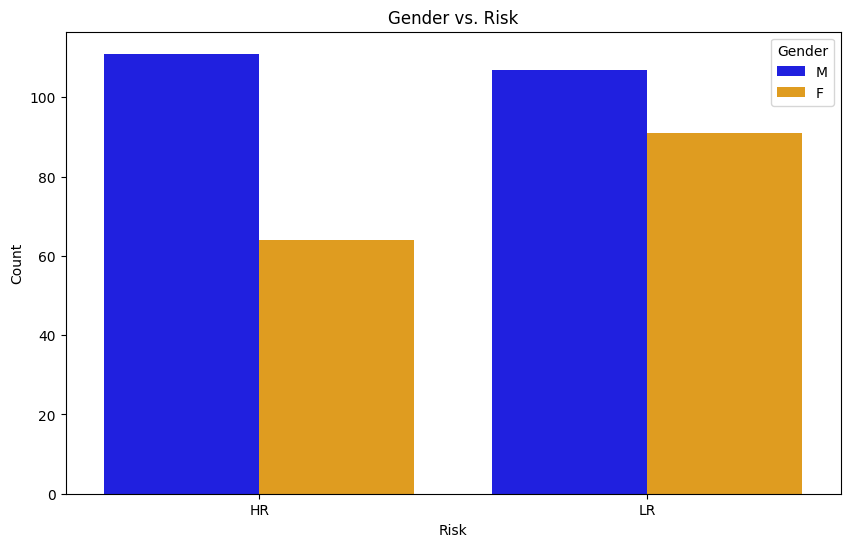 Gender vs. Risk
Gender
M
F
100
80
60
40
20
0
Count
HR
LR
Risk